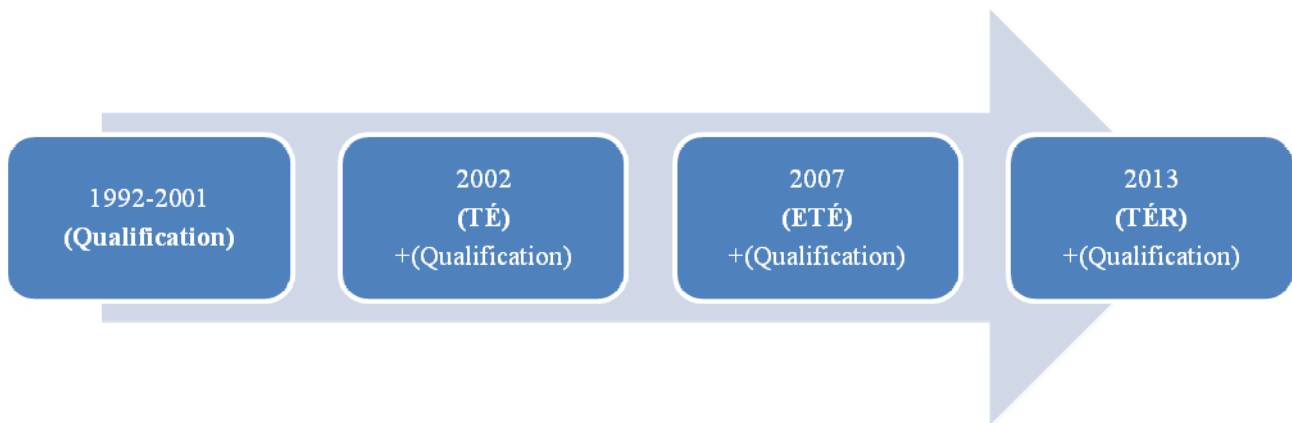 1992-2001
(Qualification)
2002
(TÉ)
+(Qualification)
2007
(ETÉ)
+(Qualification)
2013
(TÉR)
+(Qualification)